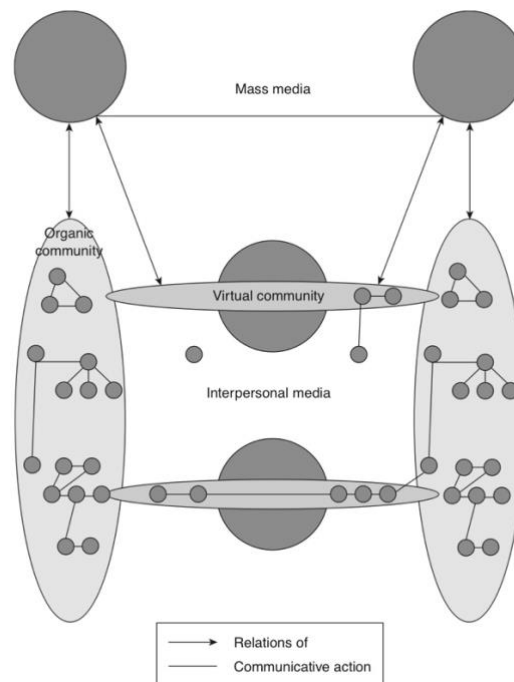 Mass media
Organic
community
Virtual community
Interpersonal media
Relations of
Communicative action